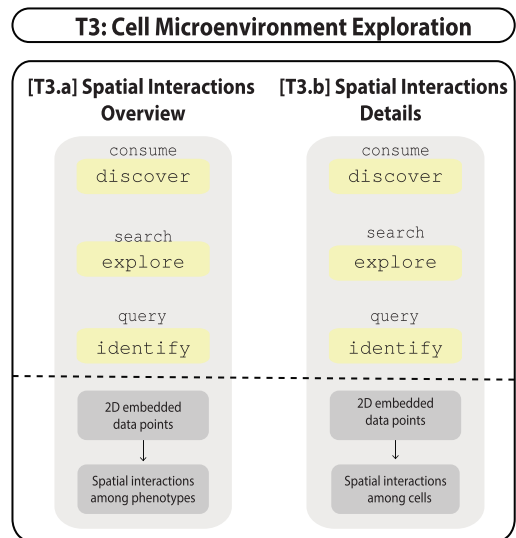 T3: Cell Microenvironment Exploration
[T3.a] Spatial Interactions
Overview
consume
discover
search
explore
query
identify
2D embedded
data points
Spatial interactions
among phenotypes
[T3.b] Spatial Interactions
Details
consume
discover
search
explore
query
identify
2D embedded
data points
Spatial interactions
among cells